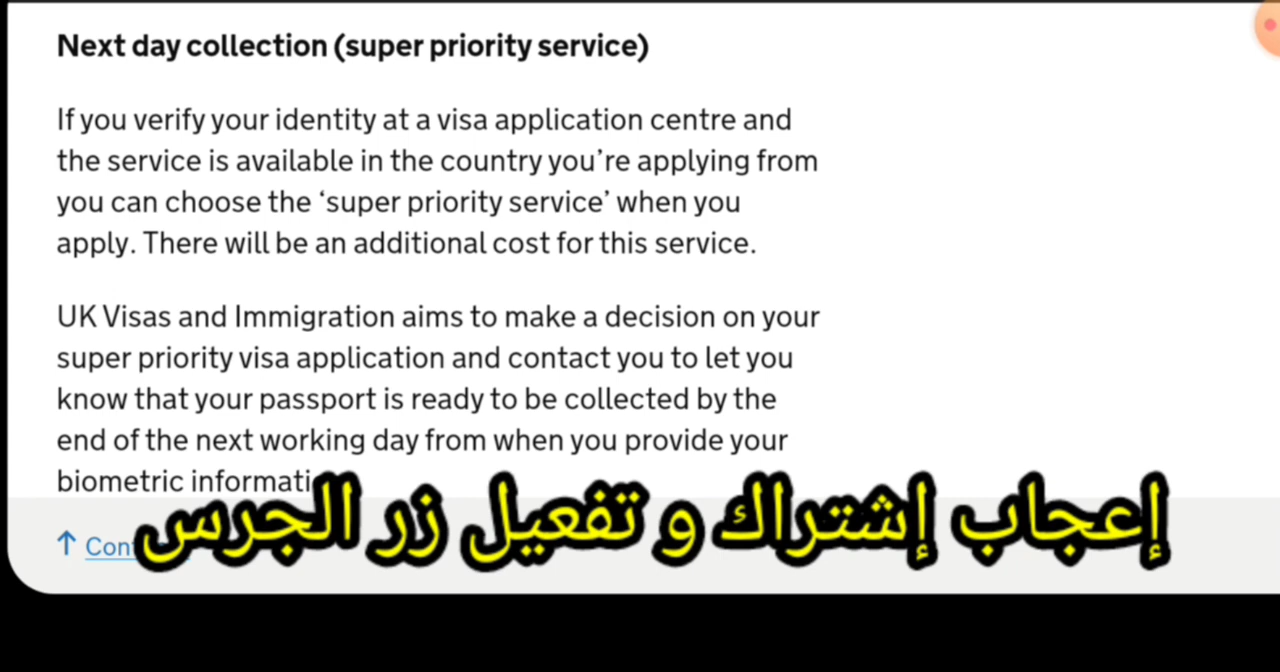 Next day collection (super priority service)
If you verify your identity at a visa application centre and
the service is available in the country you’re applying from
you can choose the ‘super priority service’ when you
apply. There will be an additional cost for this service.
UK Visas and Immigration aims to make a decision on your
super priority visa application and contact you to let you
know that your passport is ready to be collected by the
end of the next working day from when you provide your
biometric
إعجاب إشتراك و تفعيل زر الجرس